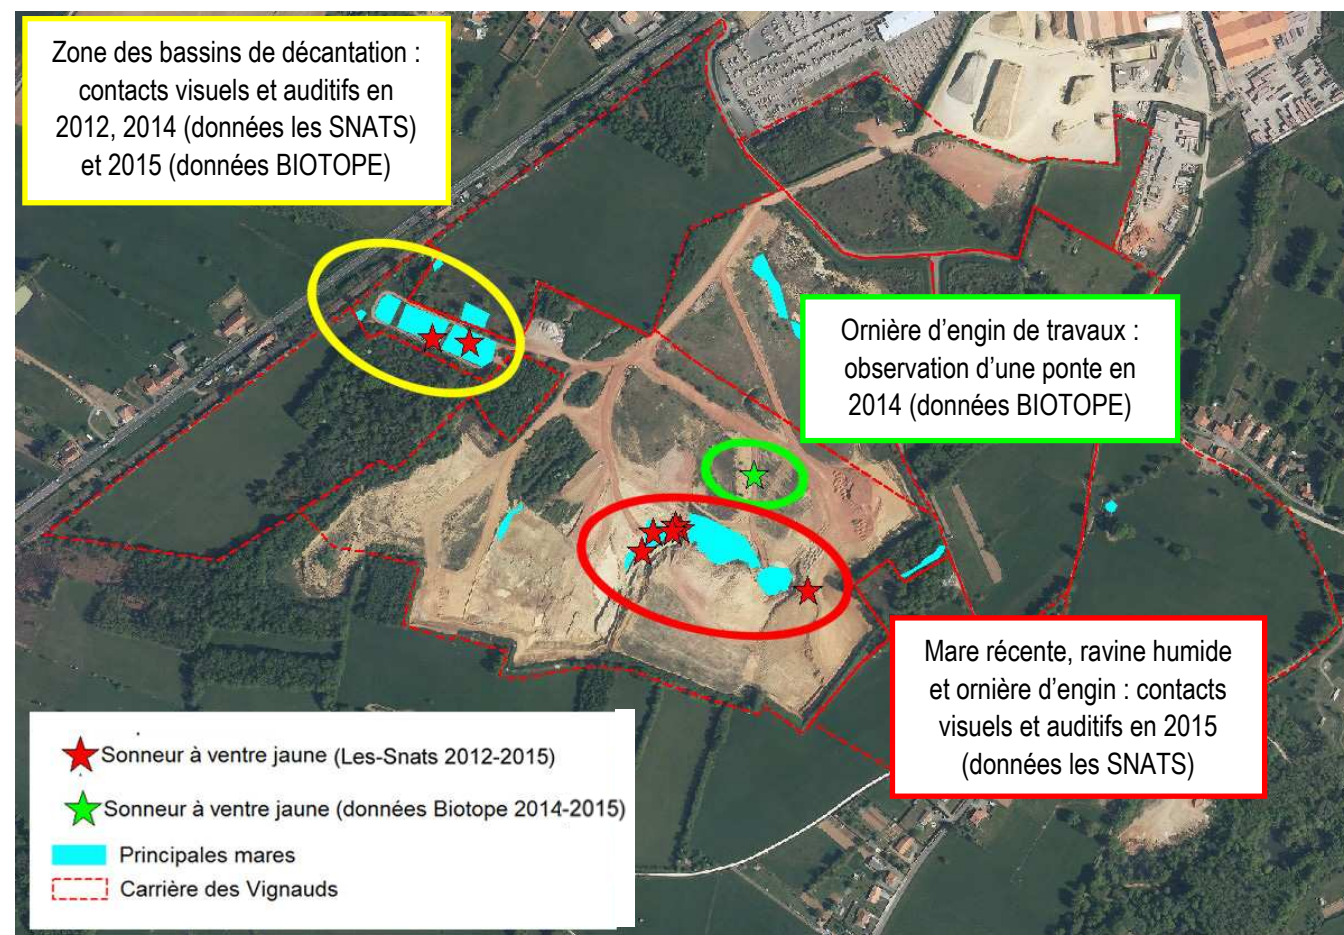 Zone des bassins de décantation :
contacts visuels et auditifs en
2012, 2014 (données les SNATS)
et 2015 (données BIOTOPE)
Ornière d’engin de travaux :
observation d’une ponte en
2014 (données BIOTOPE)
Mare récente, ravine humide
et ornière d’engin : contacts
visuels et auditifs en 2015
(données les SNATS)
Sonneur à ventre jaune (Les-Snats 2012-2015)
Sonneur à ventre jaune (données Biotope 2014-2015)
Principales mares
Carrière des Vignauds